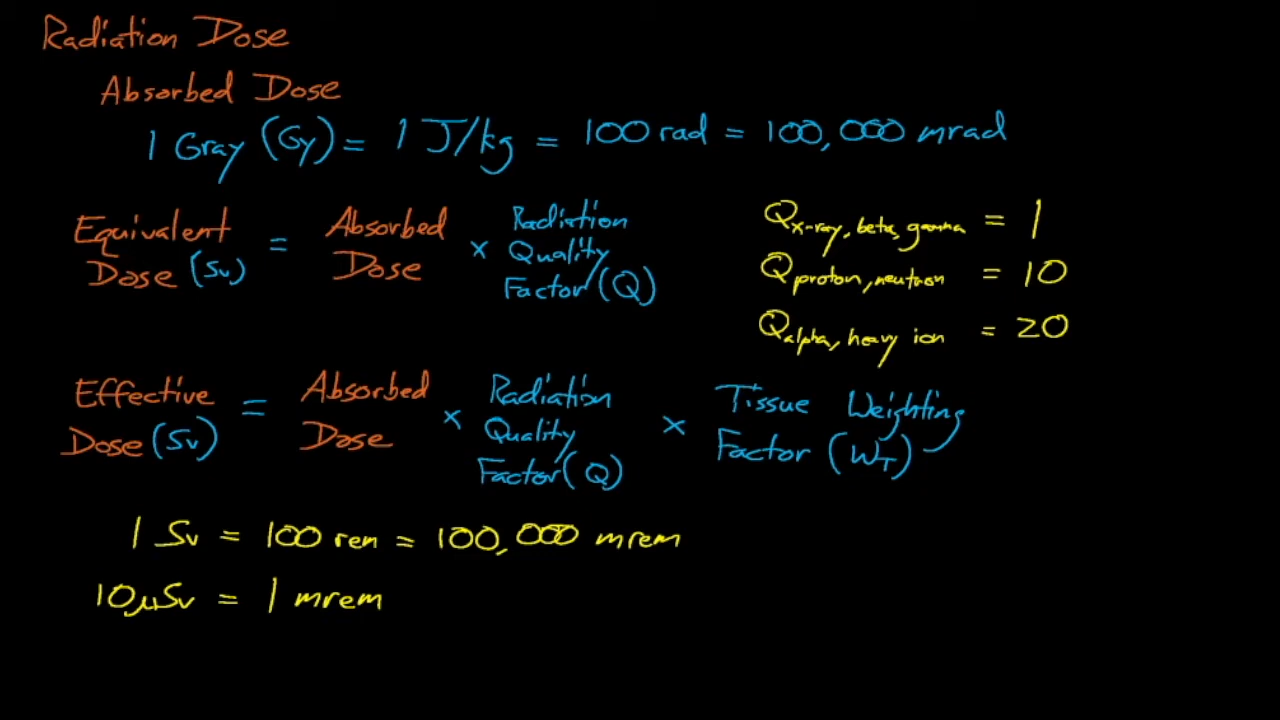 Radiation Dose
Absorbed Dose
1 Gray (Gy) = 1 J/kg = 100 rad = 100,000 mrad
Equivalent Dose (Sv) = Absorbed Dose × Radiation Quality Factor (Q)
Qx-ray, beta, gamma = 1
Qproton, neutron = 10
Qalpha, heavy ion = 20
Effective Dose (Sv) = Absorbed Dose × Radiation Quality Factor (Q) × Tissue Weighting Factor (WT)
1 Sv = 100 rem = 100,000 mrem
10μSv = 1 mrem